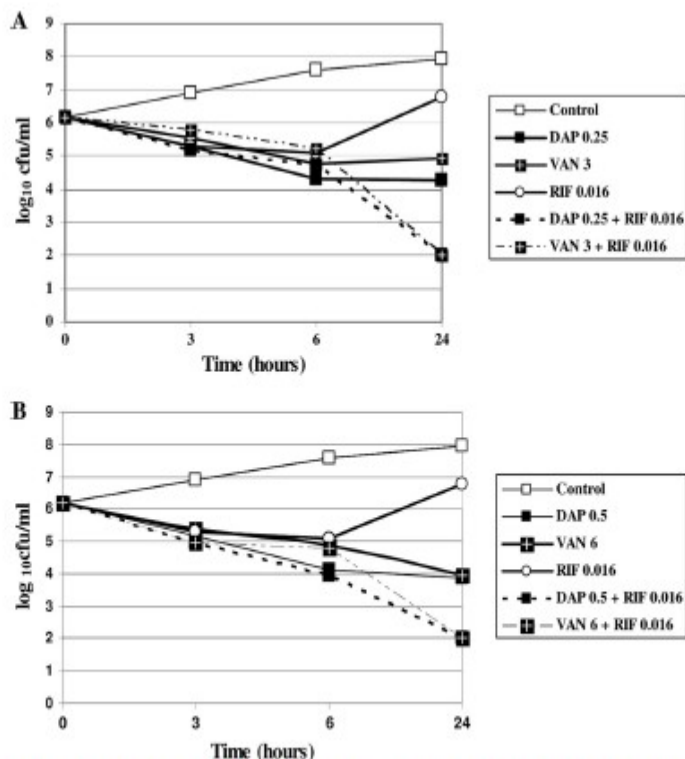 A
9
8
7
6
5
4
3
2
1
0
log10 cfu/ml
0 3 6 24
Time (hours)
Control
DAP 0.25
VAN 3
RIF 0.016
DAP 0.25 + RIF 0.016
VAN 3 + RIF 0.016
B
9
8
7
6
5
4
3
2
1
0
log 10cfu/ml
0 3 6 24
Time (hours)
Control
DAP 0.5
VAN 6
RIF 0.016
DAP 0.5 + RIF 0.016
VAN 6 + RIF 0.016